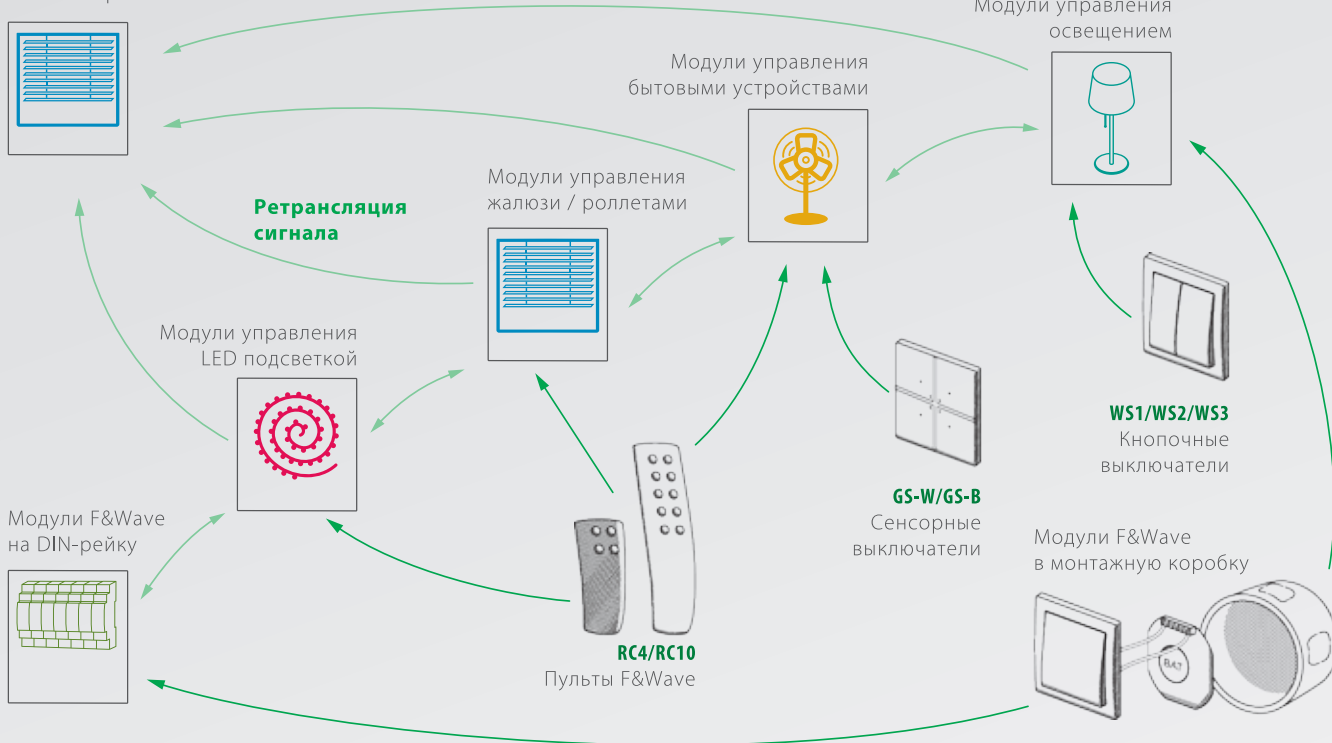 Модули управления
освещением
Модули управления
бытовыми устройствами
Модули управления
жалюзи / роллетами
Ретрансляция
сигнала
Модули управления
LED подсветкой
WS1/WS2/WS3
Кнопочные
выключатели
GS-W/GS-B
Сенсорные
выключатели
Модули F&Wave
на DIN-рейку
Модули F&Wave
в монтажную коробку
RC4/RC10
Пульты F&Wave